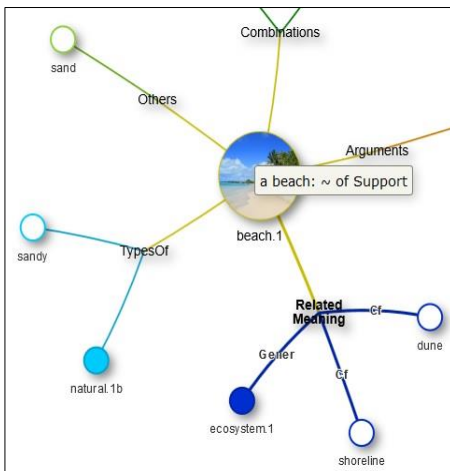 Combinations
sand
Others
Arguments
a beach: ~ of Support
beach.1
sandy
TypesOf
Related
Meaning
Cf
dune
Gener
natural.1b
Cf
ecosystem.1
shoreline